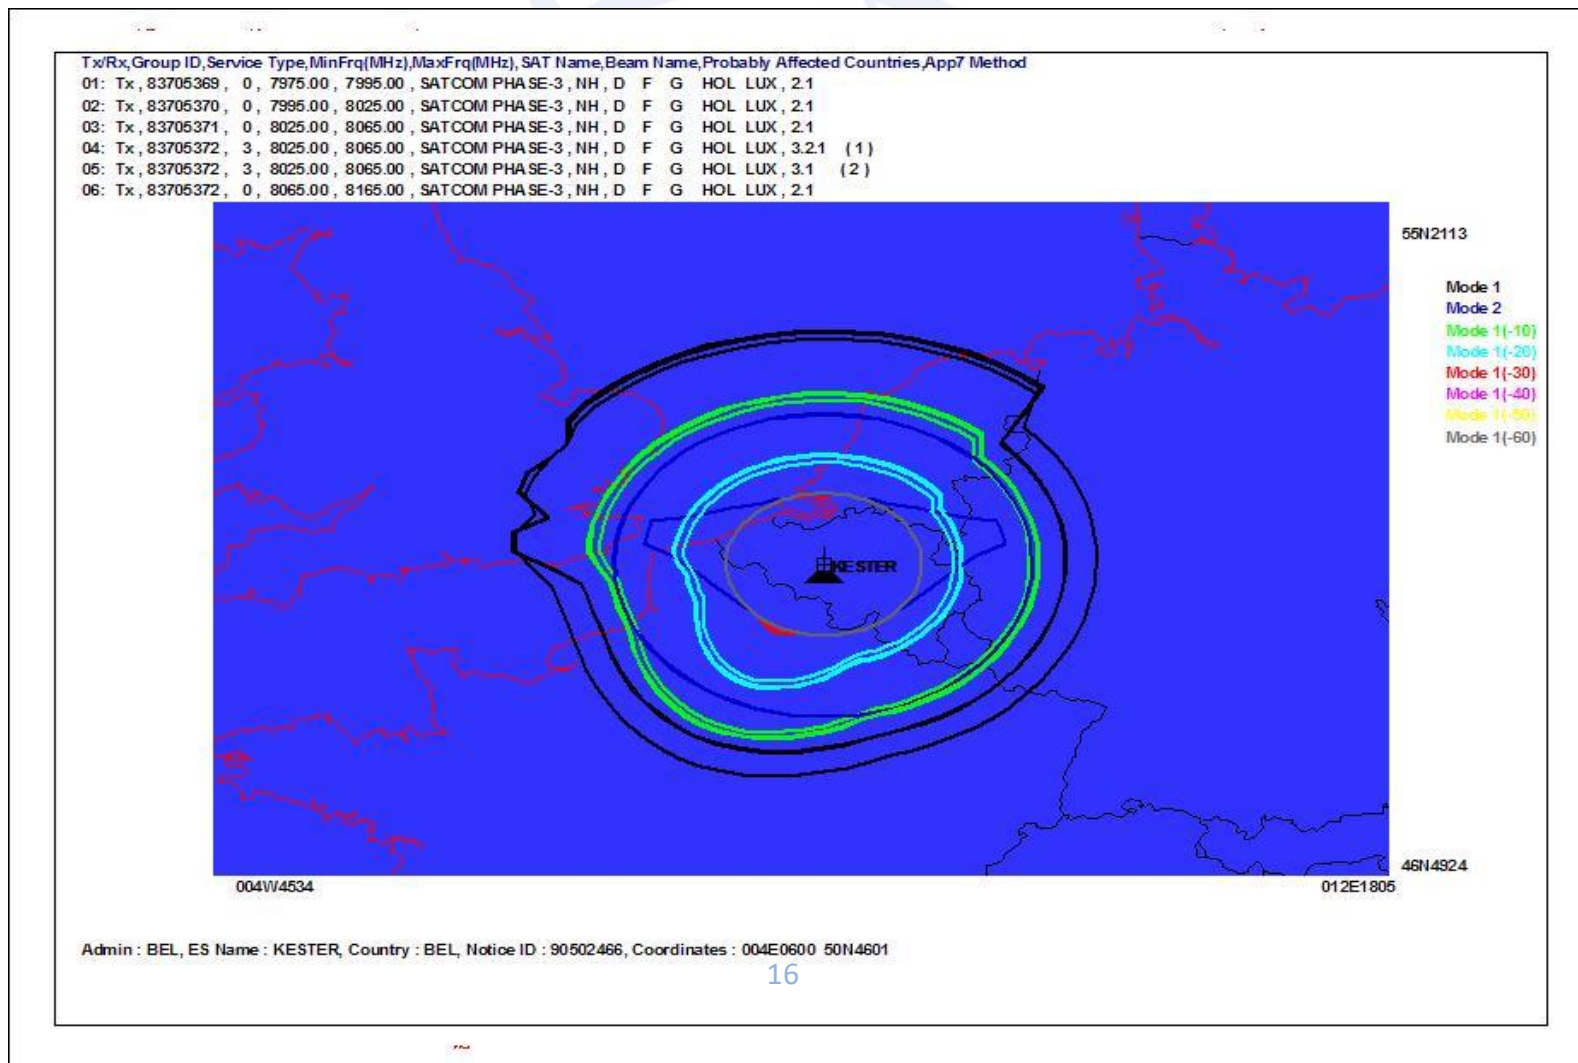 Tx/Rx,Group ID,Service Type,MinFrq(MHz),MaxFrq(MHz),SAT Name,Beam Name,Probably Affected Countries,App7 Method
01: Tx , 83705369 , 0 , 7975.00 , 7995.00 , SATCOM PHASE-3 , NH , D F G HOL LUX , 2.1
02: Tx , 83705370 , 0 , 7995.00 , 8025.00 , SATCOM PHASE-3 , NH , D F G HOL LUX , 2.1
03: Tx , 83705371 , 0 , 8025.00 , 8065.00 , SATCOM PHASE-3 , NH , D F G HOL LUX , 2.1
04: Tx , 83705372 , 3 , 8025.00 , 8065.00 , SATCOM PHASE-3 , NH , D F G HOL LUX , 3.2.1 (1)
05: Tx , 83705372 , 3 , 8025.00 , 8065.00 , SATCOM PHASE-3 , NH , D F G HOL LUX , 3.1 (2)
06: Tx , 83705372 , 0 , 8065.00 , 8165.00 , SATCOM PHASE-3 , NH , D F G HOL LUX , 2.1
55N2113
Mode 1
Mode 2
Mode 1(-10)
Mode 1(-20)
Mode 1(-30)
Mode 1(-40)
Mode 1(-50)
Mode 1(-60)
KESTER
46N4924
004W4534
012E1805
Admin : BEL, ES Name : KESTER, Country : BEL, Notice ID : 90502466, Coordinates : 004E0600 50N4601
16